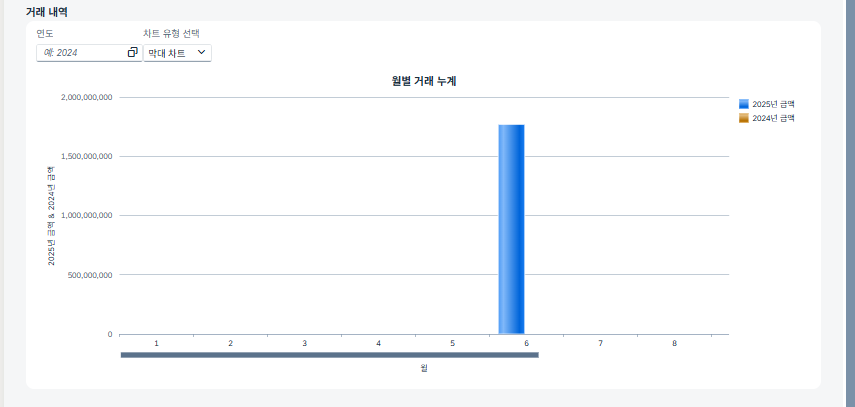 거래 내역
연도 차트 유형 선택
예: 2024 막대 차트
월별 거래 누계
2025년 금액
2024년 금액
2025년 금액 & 2024년 금액
2,000,000,000
1,500,000,000
1,000,000,000
500,000,000
0
1 2 3 4 5 6 7 8
월